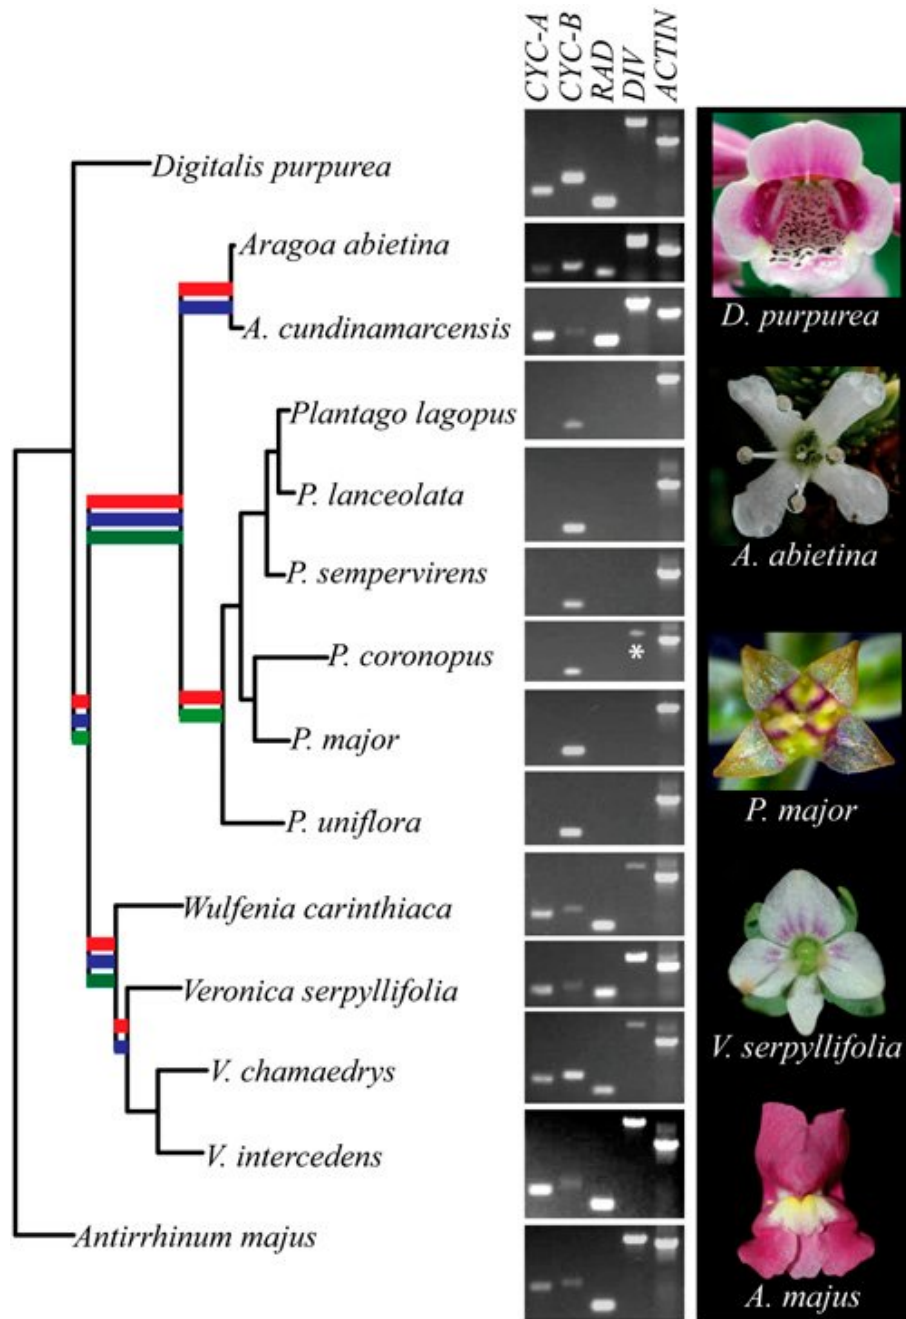 CYC-A
CYC-B
RAD
DIV
ACTIN
Digitalis purpurea
Aragoa abietina
A. cundinamarcensis
Plantago lagopus
P. lanceolata
P. sempervirens
P. coronopus
*
P. major
P. uniflora
Wulfenia carinthiaca
Veronica serpyllifolia
V. chamaedrys
V. intercedens
Antirrhinum majus
D. purpurea
A. abietina
P. major
V. serpyllifolia
A. majus